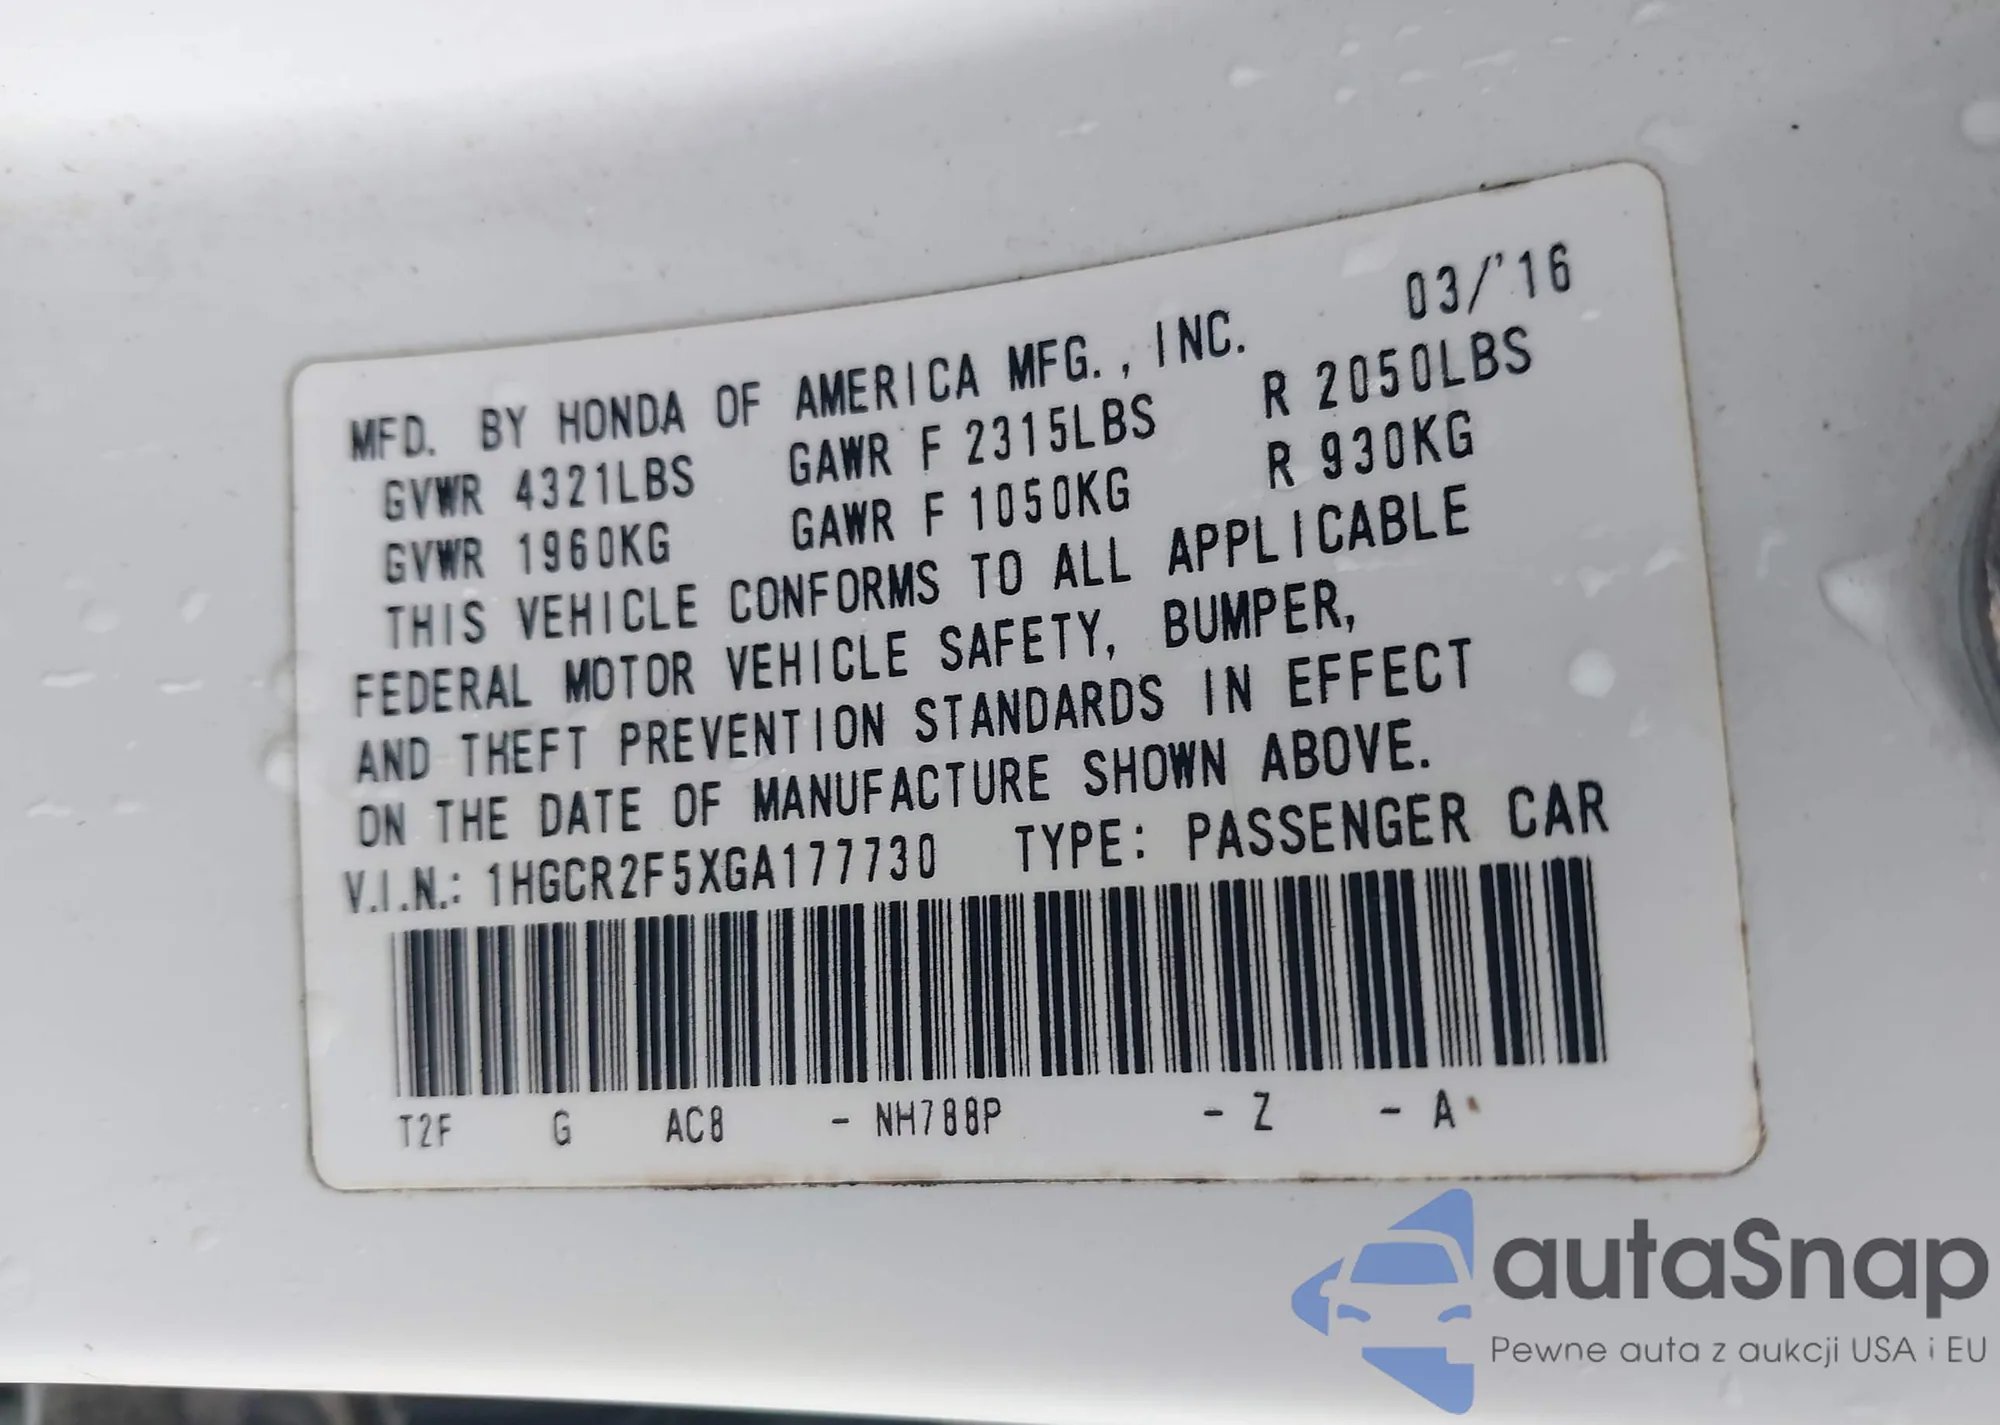 03/'16
MFD. BY HONDA OF AMERICA MFG., INC.
GVWR 4321LBS GAWR F 2315LBS R 2050LBS
GVWR 1960KG GAWR F 1050KG R 930KG
THIS VEHICLE CONFORMS TO ALL APPLICABLE
FEDERAL MOTOR VEHICLE SAFETY, BUMPER,
AND THEFT PREVENTION STANDARDS IN EFFECT
ON THE DATE OF MANUFACTURE SHOWN ABOVE.
V.I.N.: 1HGCR2F5XGA177730 TYPE: PASSENGER CAR
T2F G AC8 - NH788P - Z - A
autaSnap
Pewne auta z aukcji USA i EU